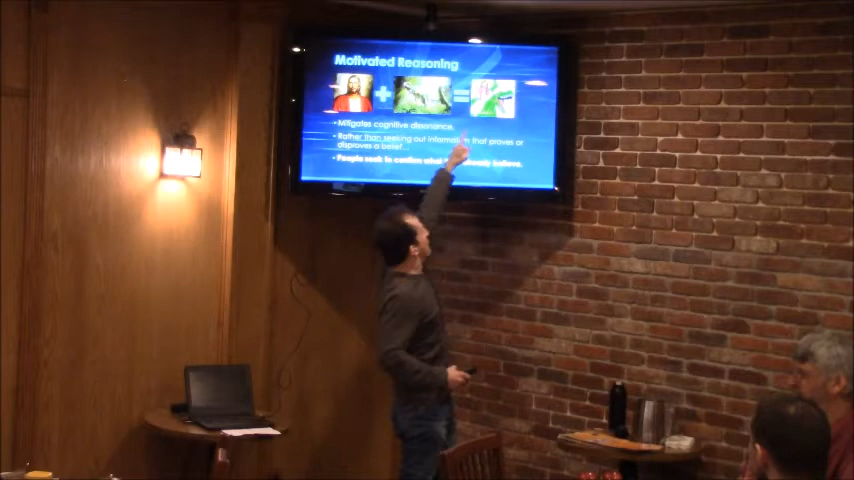 Motivated Reasoning
+ =
• Mitigates cognitive dissonance.
• Rather than seeking out information that proves or
disproves a belief...
• People seek to confirm what already believe.